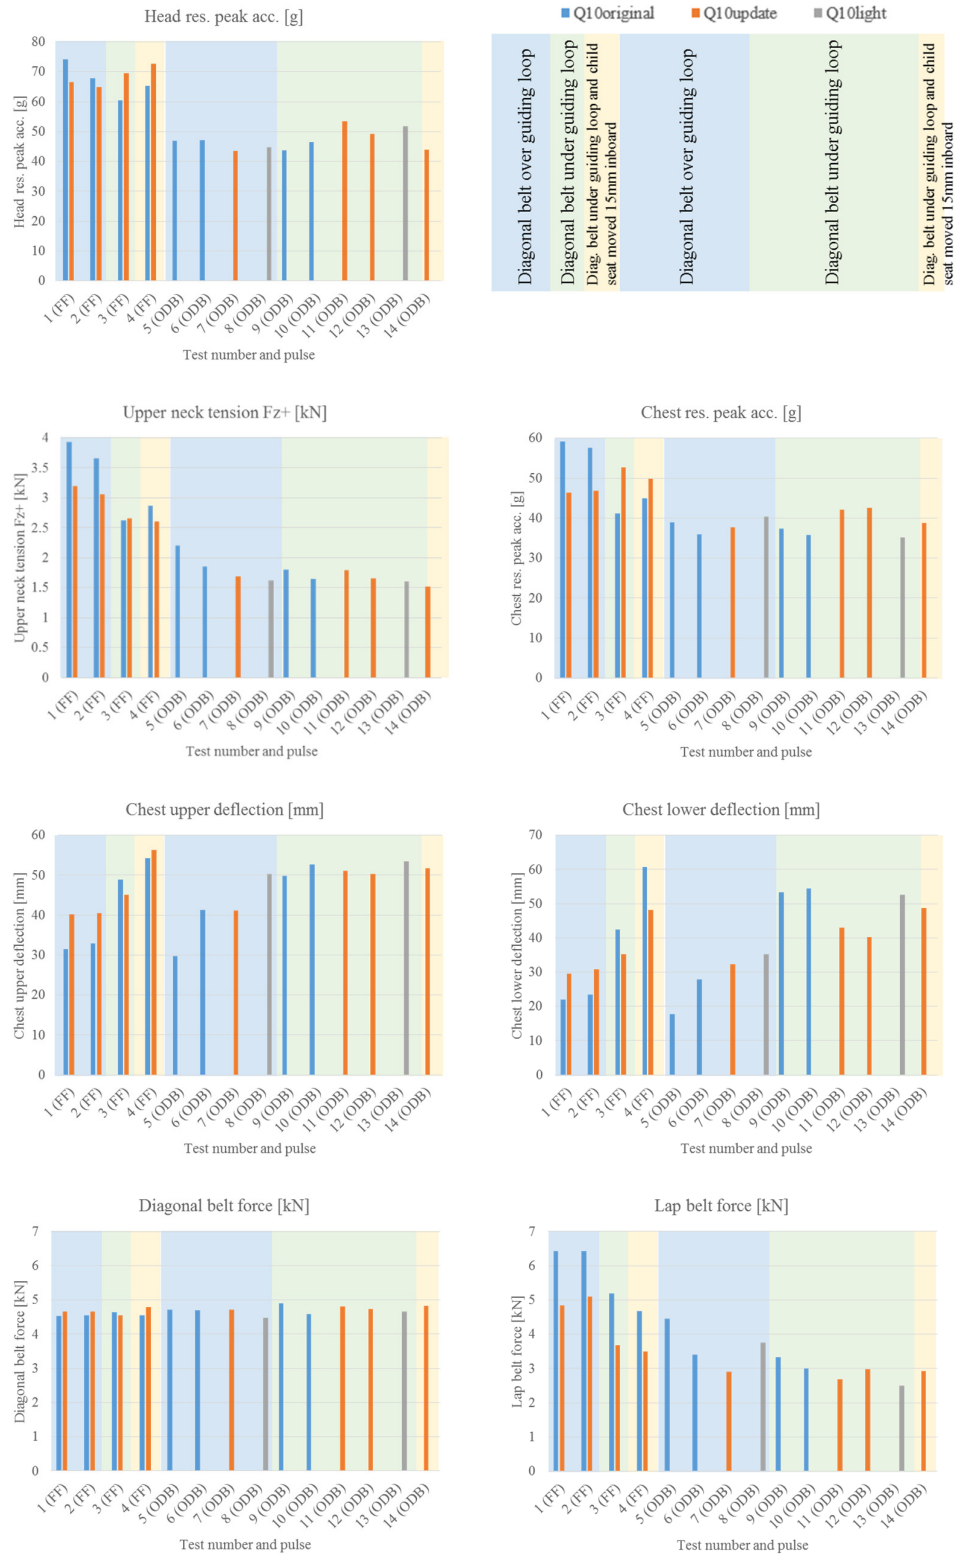 Head res. peak acc. [g]
Head res. peak acc. [g]
80
70
60
50
40
30
20
10
0
1 (FF)
2 (FF)
3 (FF)
4 (FF)
5 (ODB)
6 (ODB)
7 (ODB)
8 (ODB)
9 (ODB)
10 (ODB)
11 (ODB)
12 (ODB)
13 (ODB)
14 (ODB)
Test number and pulse
Q10original Q10update Q10light
Diagonal belt over guiding loop
Diagonal belt under guiding loop
Diag. belt under guiding loop and child
seat moved 15mm inboard
Diagonal belt over guiding loop
Diagonal belt under guiding loop
Diag. belt under guiding loop and child
seat moved 15mm inboard
Upper neck tension Fz+ [kN]
Upper neck tension Fz+ [kN]
4
3.5
3
2.5
2
1.5
1
0.5
0
1 (FF)
2 (FF)
3 (FF)
4 (FF)
5 (ODB)
6 (ODB)
7 (ODB)
8 (ODB)
9 (ODB)
10 (ODB)
11 (ODB)
12 (ODB)
13 (ODB)
14 (ODB)
Test number and pulse
Chest res. peak acc. [g]
Chest res. peak acc. [g]
60
50
40
30
20
10
0
1 (FF)
2 (FF)
3 (FF)
4 (FF)
5 (ODB)
6 (ODB)
7 (ODB)
8 (ODB)
9 (ODB)
10 (ODB)
11 (ODB)
12 (ODB)
13 (ODB)
14 (ODB)
Test number and pulse
Chest upper deflection [mm]
Chest upper deflection [mm]
60
50
40
30
20
10
0
1 (FF)
2 (FF)
3 (FF)
4 (FF)
5 (ODB)
6 (ODB)
7 (ODB)
8 (ODB)
9 (ODB)
10 (ODB)
11 (ODB)
12 (ODB)
13 (ODB)
14 (ODB)
Test number and pulse
Chest lower deflection [mm]
Chest lower deflection [mm]
70
60
50
40
30
20
10
0
1 (FF)
2 (FF)
3 (FF)
4 (FF)
5 (ODB)
6 (ODB)
7 (ODB)
8 (ODB)
9 (ODB)
10 (ODB)
11 (ODB)
12 (ODB)
13 (ODB)
14 (ODB)
Test number and pulse
Diagonal belt force [kN]
Diagonal belt force [kN]
7
6
5
4
3
2
1
0
1 (FF)
2 (FF)
3 (FF)
4 (FF)
5 (ODB)
6 (ODB)
7 (ODB)
8 (ODB)
9 (ODB)
10 (ODB)
11 (ODB)
12 (ODB)
13 (ODB)
14 (ODB)
Test number and pulse
Lap belt force [kN]
Lap belt force [kN]
7
6
5
4
3
2
1
0
1 (FF)
2 (FF)
3 (FF)
4 (FF)
5 (ODB)
6 (ODB)
7 (ODB)
8 (ODB)
9 (ODB)
10 (ODB)
11 (ODB)
12 (ODB)
13 (ODB)
14 (ODB)
Test number and pulse